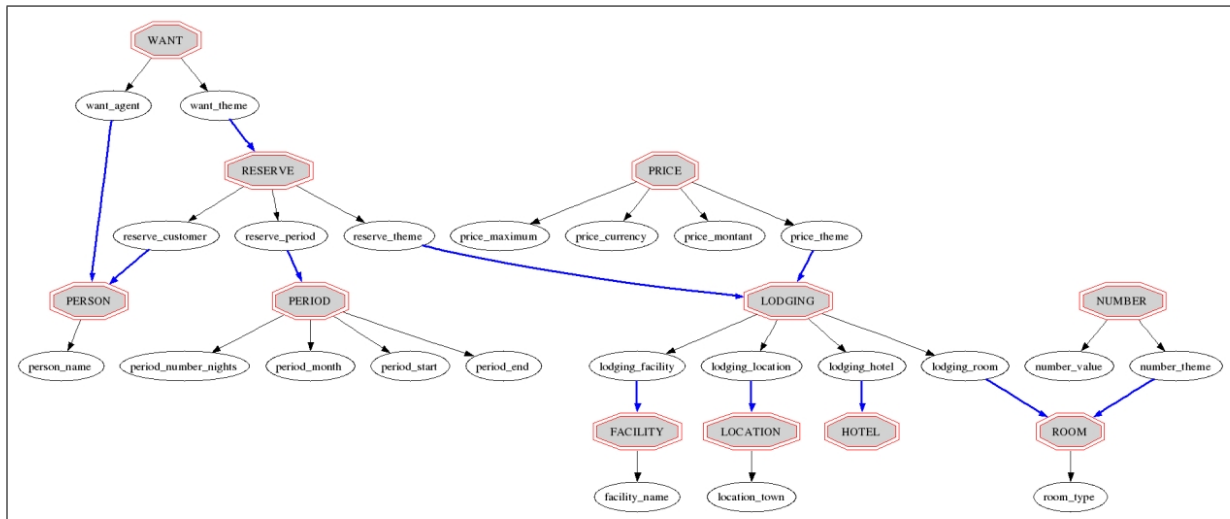 WANT
want_agent
want_theme
RESERVE
PRICE
reserve_customer
reserve_period
reserve_theme
price_maximum
price_currency
price_montant
price_theme
PERSON
PERIOD
LODGING
NUMBER
person_name
period_number_nights
period_month
period_start
period_end
lodging_facility
lodging_location
lodging_hotel
lodging_room
number_value
number_theme
FACILITY
LOCATION
HOTEL
ROOM
facility_name
location_town
room_type